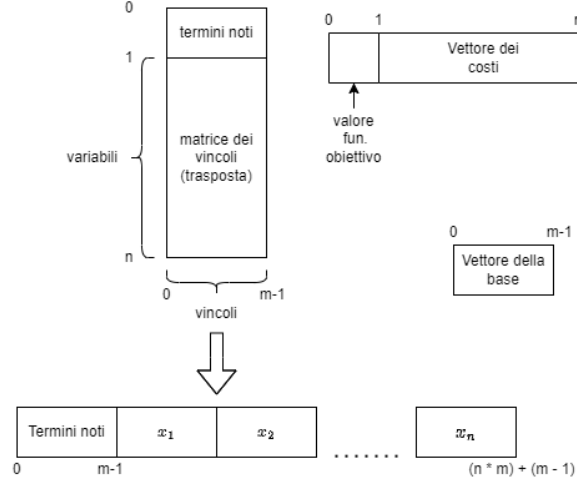 0
termini noti
1
variabili
matrice dei
vincoli
(trasposta)
n
0 m-1
vincoli
0 1
Vettore dei
costi
valore
fun.
obiettivo
0 m-1
Vettore della
base
Termini noti x₁ x₂ ....... xₙ
0 m-1 (n * m) + (m - 1)